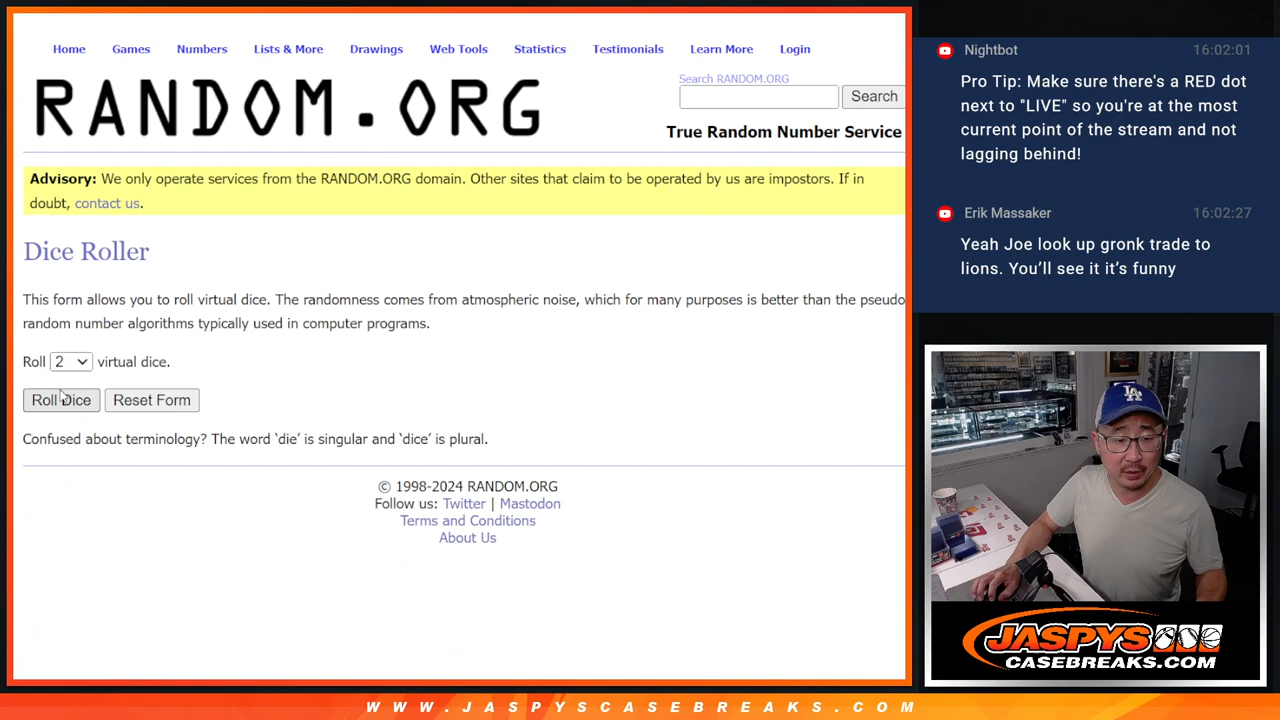 Home Games Numbers Lists & More Drawings Web Tools Statistics Testimonials Learn More Login
RANDOM.ORG
Search RANDOM.ORG
Search
True Random Number Service
Advisory: We only operate services from the RANDOM.ORG domain. Other sites that claim to be operated by us are impostors. If in
doubt, contact us.
Dice Roller
This form allows you to roll virtual dice. The randomness comes from atmospheric noise, which for many purposes is better than the pseudo
random number algorithms typically used in computer programs.
Roll 2 virtual dice.
Roll Dice Reset Form
Confused about terminology? The word ‘die’ is singular and ‘dice’ is plural.
© 1998-2024 RANDOM.ORG
Follow us: Twitter | Mastodon
Terms and Conditions
About Us
Nightbot 16:02:01
Pro Tip: Make sure there's a RED dot
next to "LIVE" so you're at the most
current point of the stream and not
lagging behind!
Erik Massaker 16:02:27
Yeah Joe look up gronk trade to
lions. You’ll see it it’s funny
LA
JASPYS
CASEBREAKS.COM
WWW.JASPYSCASEBREAKS.COM